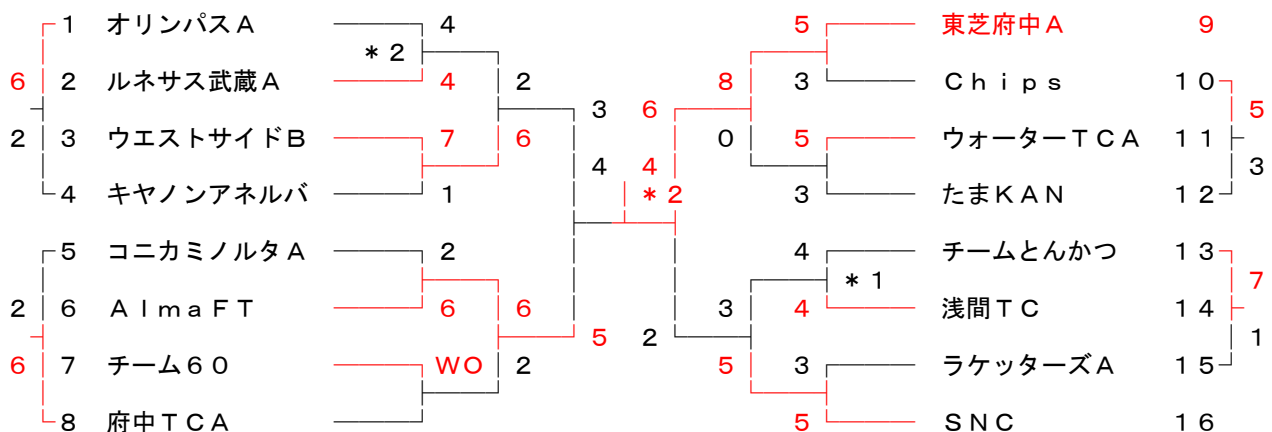 1 オリンパスA 4 5 東芝府中A 9
*2
6 2 ルネサス武蔵A 4 2 8 3 Chips 10
3 6 5
2 3 ウエストサイドB 7 6 0 5 ウォーターTCA 11
4 4 3
4 キヤノンアネルバ 1 *2 3 たまKAN 12
5 コニカミノルタA 2 4 チームとんかつ 13
*1 7
2 6 AlmaFT 6 6 3 4 浅間TC 14
5 2 1
6 7 チーム60 WO 2 5 3 ラケッターズA 15
8 府中TCA 5 SNC 16